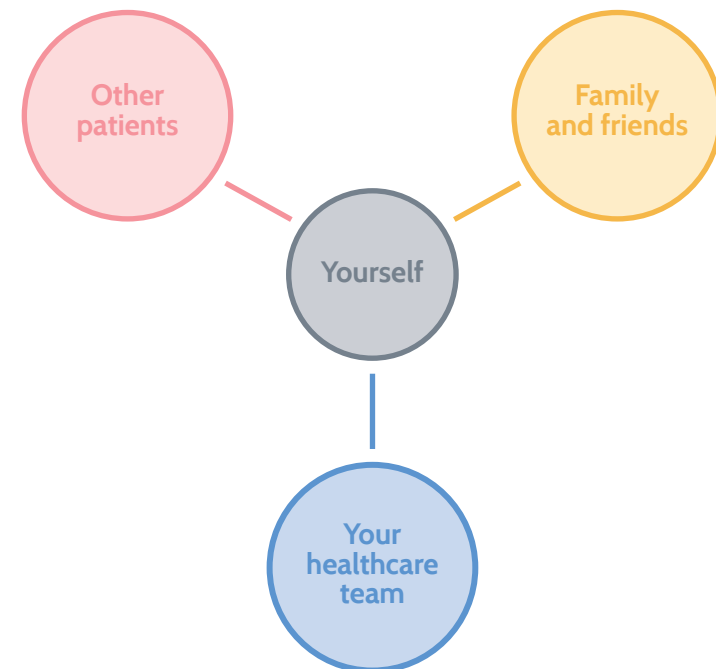 Other
patients
Family
and friends
Yourself
Your
healthcare
team